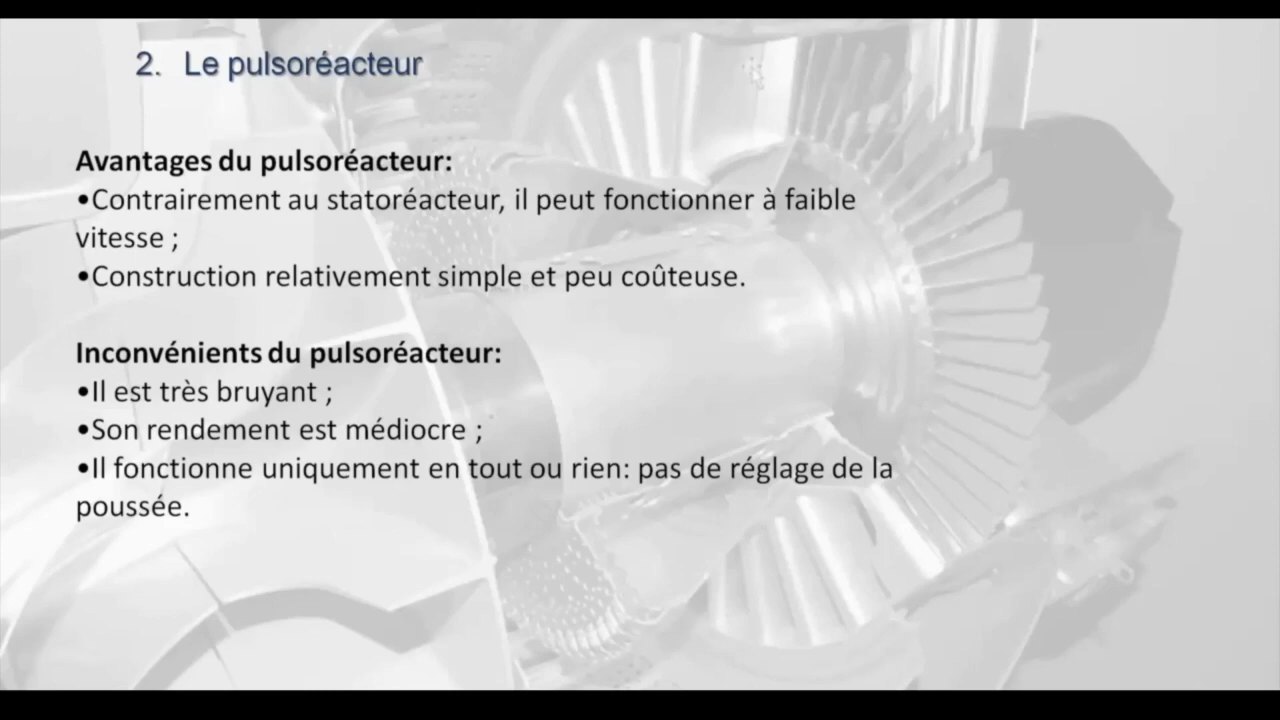 2. Le pulsoréacteur
Avantages du pulsoréacteur:
•Contrairement au statoréacteur, il peut fonctionner à faible
vitesse ;
•Construction relativement simple et peu coûteuse.
Inconvénients du pulsoréacteur:
•Il est très bruyant ;
•Son rendement est médiocre ;
•Il fonctionne uniquement en tout ou rien: pas de réglage de la
poussée.